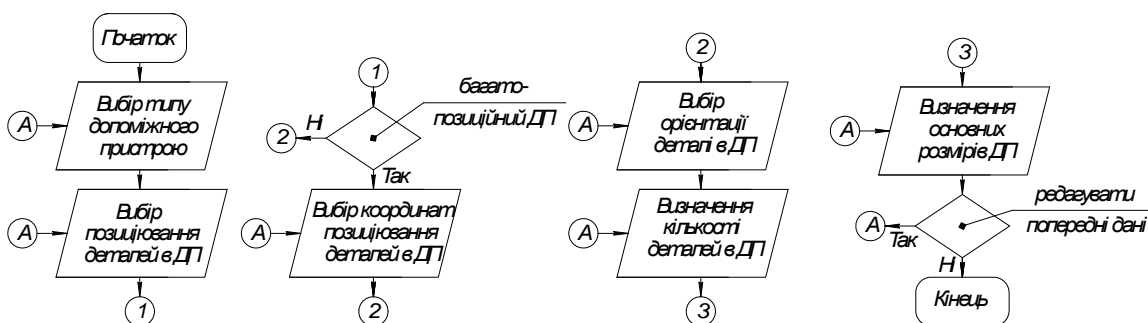 Початок
А
Вибір типу
допоміжного
пристрою
А
Вибір
позиціювання
деталей в ДП
1
1
багато-
позиційний ДП
Ні
2
Так
А
Вибір координат
позиціювання
деталей в ДП
2
2
А
Вибір
орієнтації
деталі в ДП
А
Визначення
кількості
деталей в ДП
3
3
А
Визначення
основних
розмірів ДП
редагувати
попередні дані
А
Так
Ні
Кінець